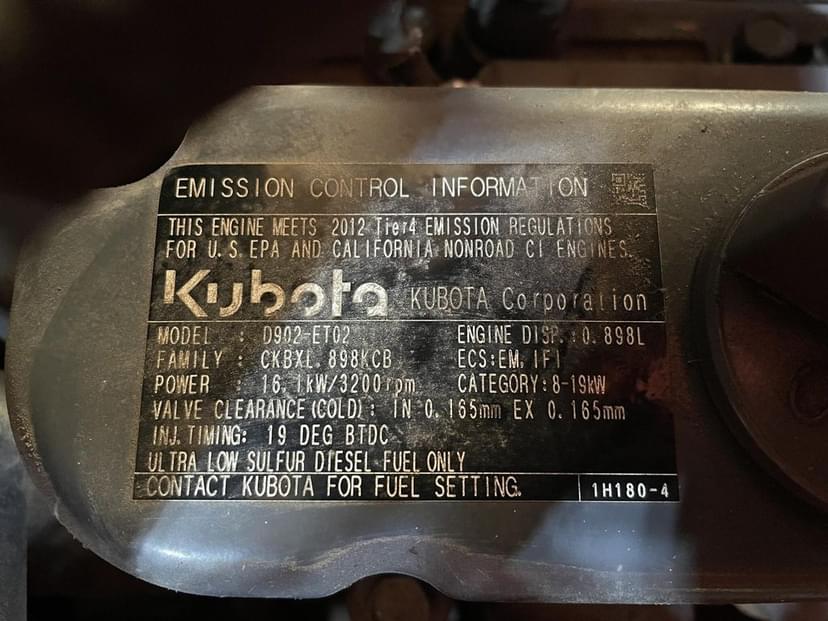 EMISSION CONTROL INFORMATION
THIS ENGINE MEETS 2012 Tier4 EMISSION REGULATIONS
FOR U.S. EPA AND CALIFORNIA NONROAD CI ENGINES.
Kubota KUBOTA Corporation
MODEL : D902-ET02 ENGINE DISP.:0.898L
FAMILY : CKBXL.898KCB ECS:EM, IFI
POWER : 16.1kW/3200rpm CATEGORY:8-19kW
VALVE CLEARANCE(COLD): IN 0.165mm EX 0.165mm
INJ.TIMING: 19 DEG BTDC
ULTRA LOW SULFUR DIESEL FUEL ONLY
CONTACT KUBOTA FOR FUEL SETTING. 1H180-4